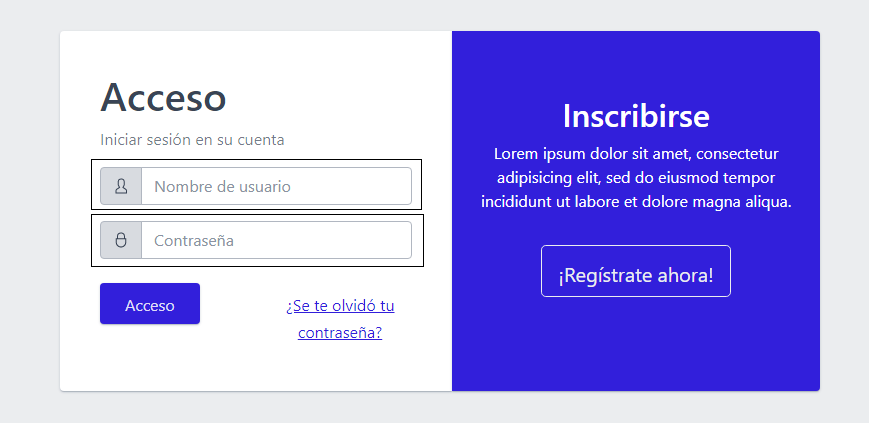 Acceso
Iniciar sesión en su cuenta
Nombre de usuario
Contraseña
Acceso
¿Se te olvidó tu
contraseña?
Inscribirse
Lorem ipsum dolor sit amet, consectetur
adipisicing elit, sed do eiusmod tempor
incididunt ut labore et dolore magna aliqua.
¡Regístrate ahora!